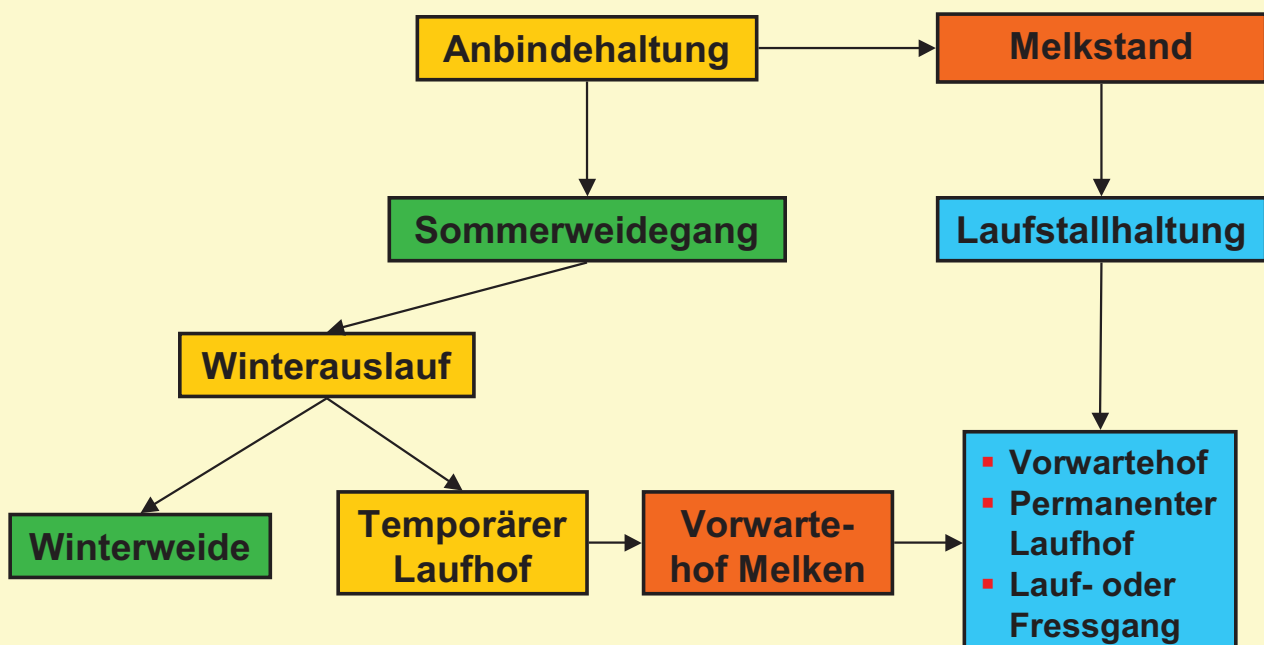 Anbindehaltung
Melkstand
Sommerweidegang
Laufstallhaltung
Winterauslauf
Winterweide
Temporärer
Laufhof
Vorwarte-
hof Melken
▪ Vorwartehof
▪ Permanenter
Laufhof
▪ Lauf- oder
Fressgang